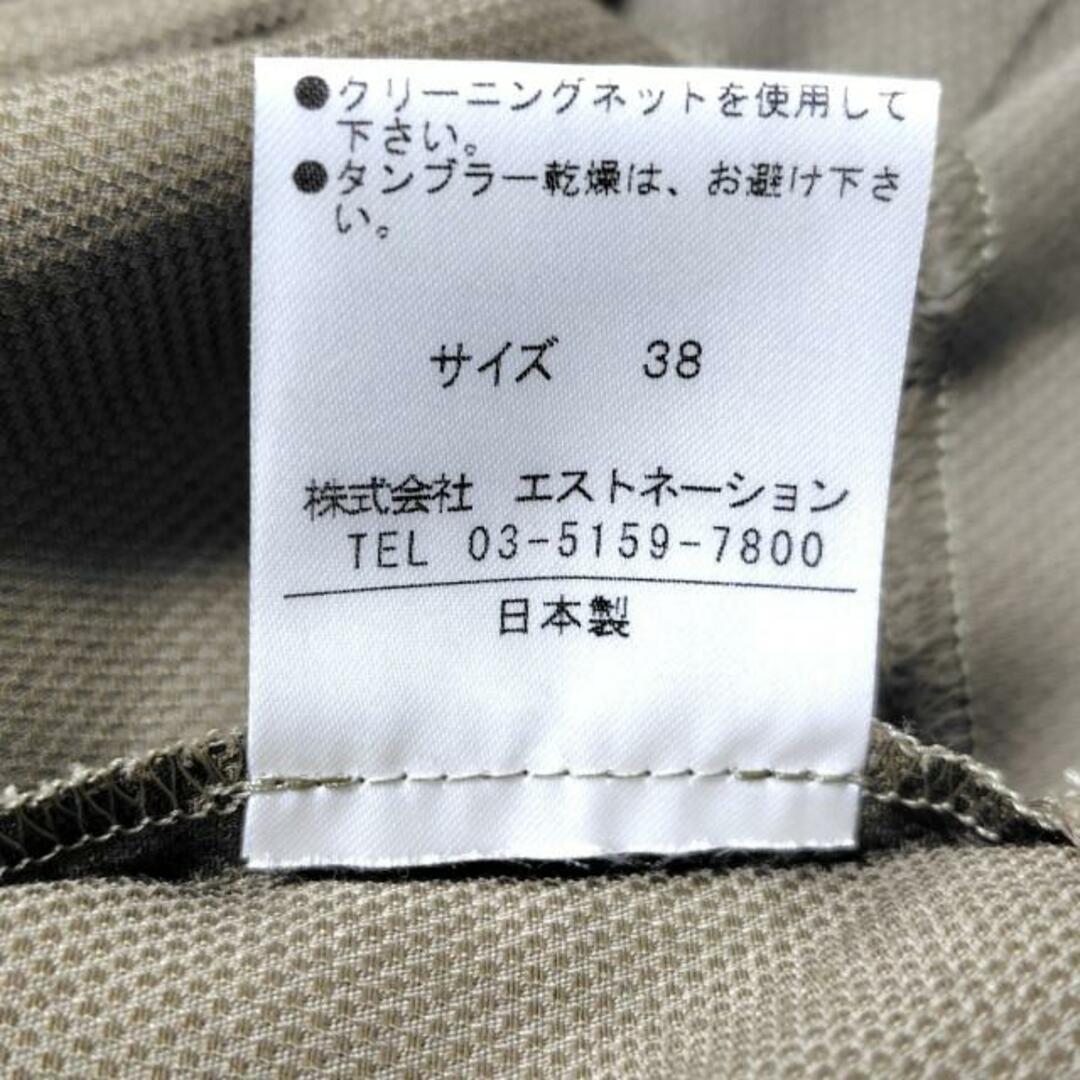 ●クリーニングネットを使用して
下さい。
●タンブラー乾燥は、お避け下さ
い。
サイズ 38
株式会社 エストネーション
TEL 03-5159-7800
日本製